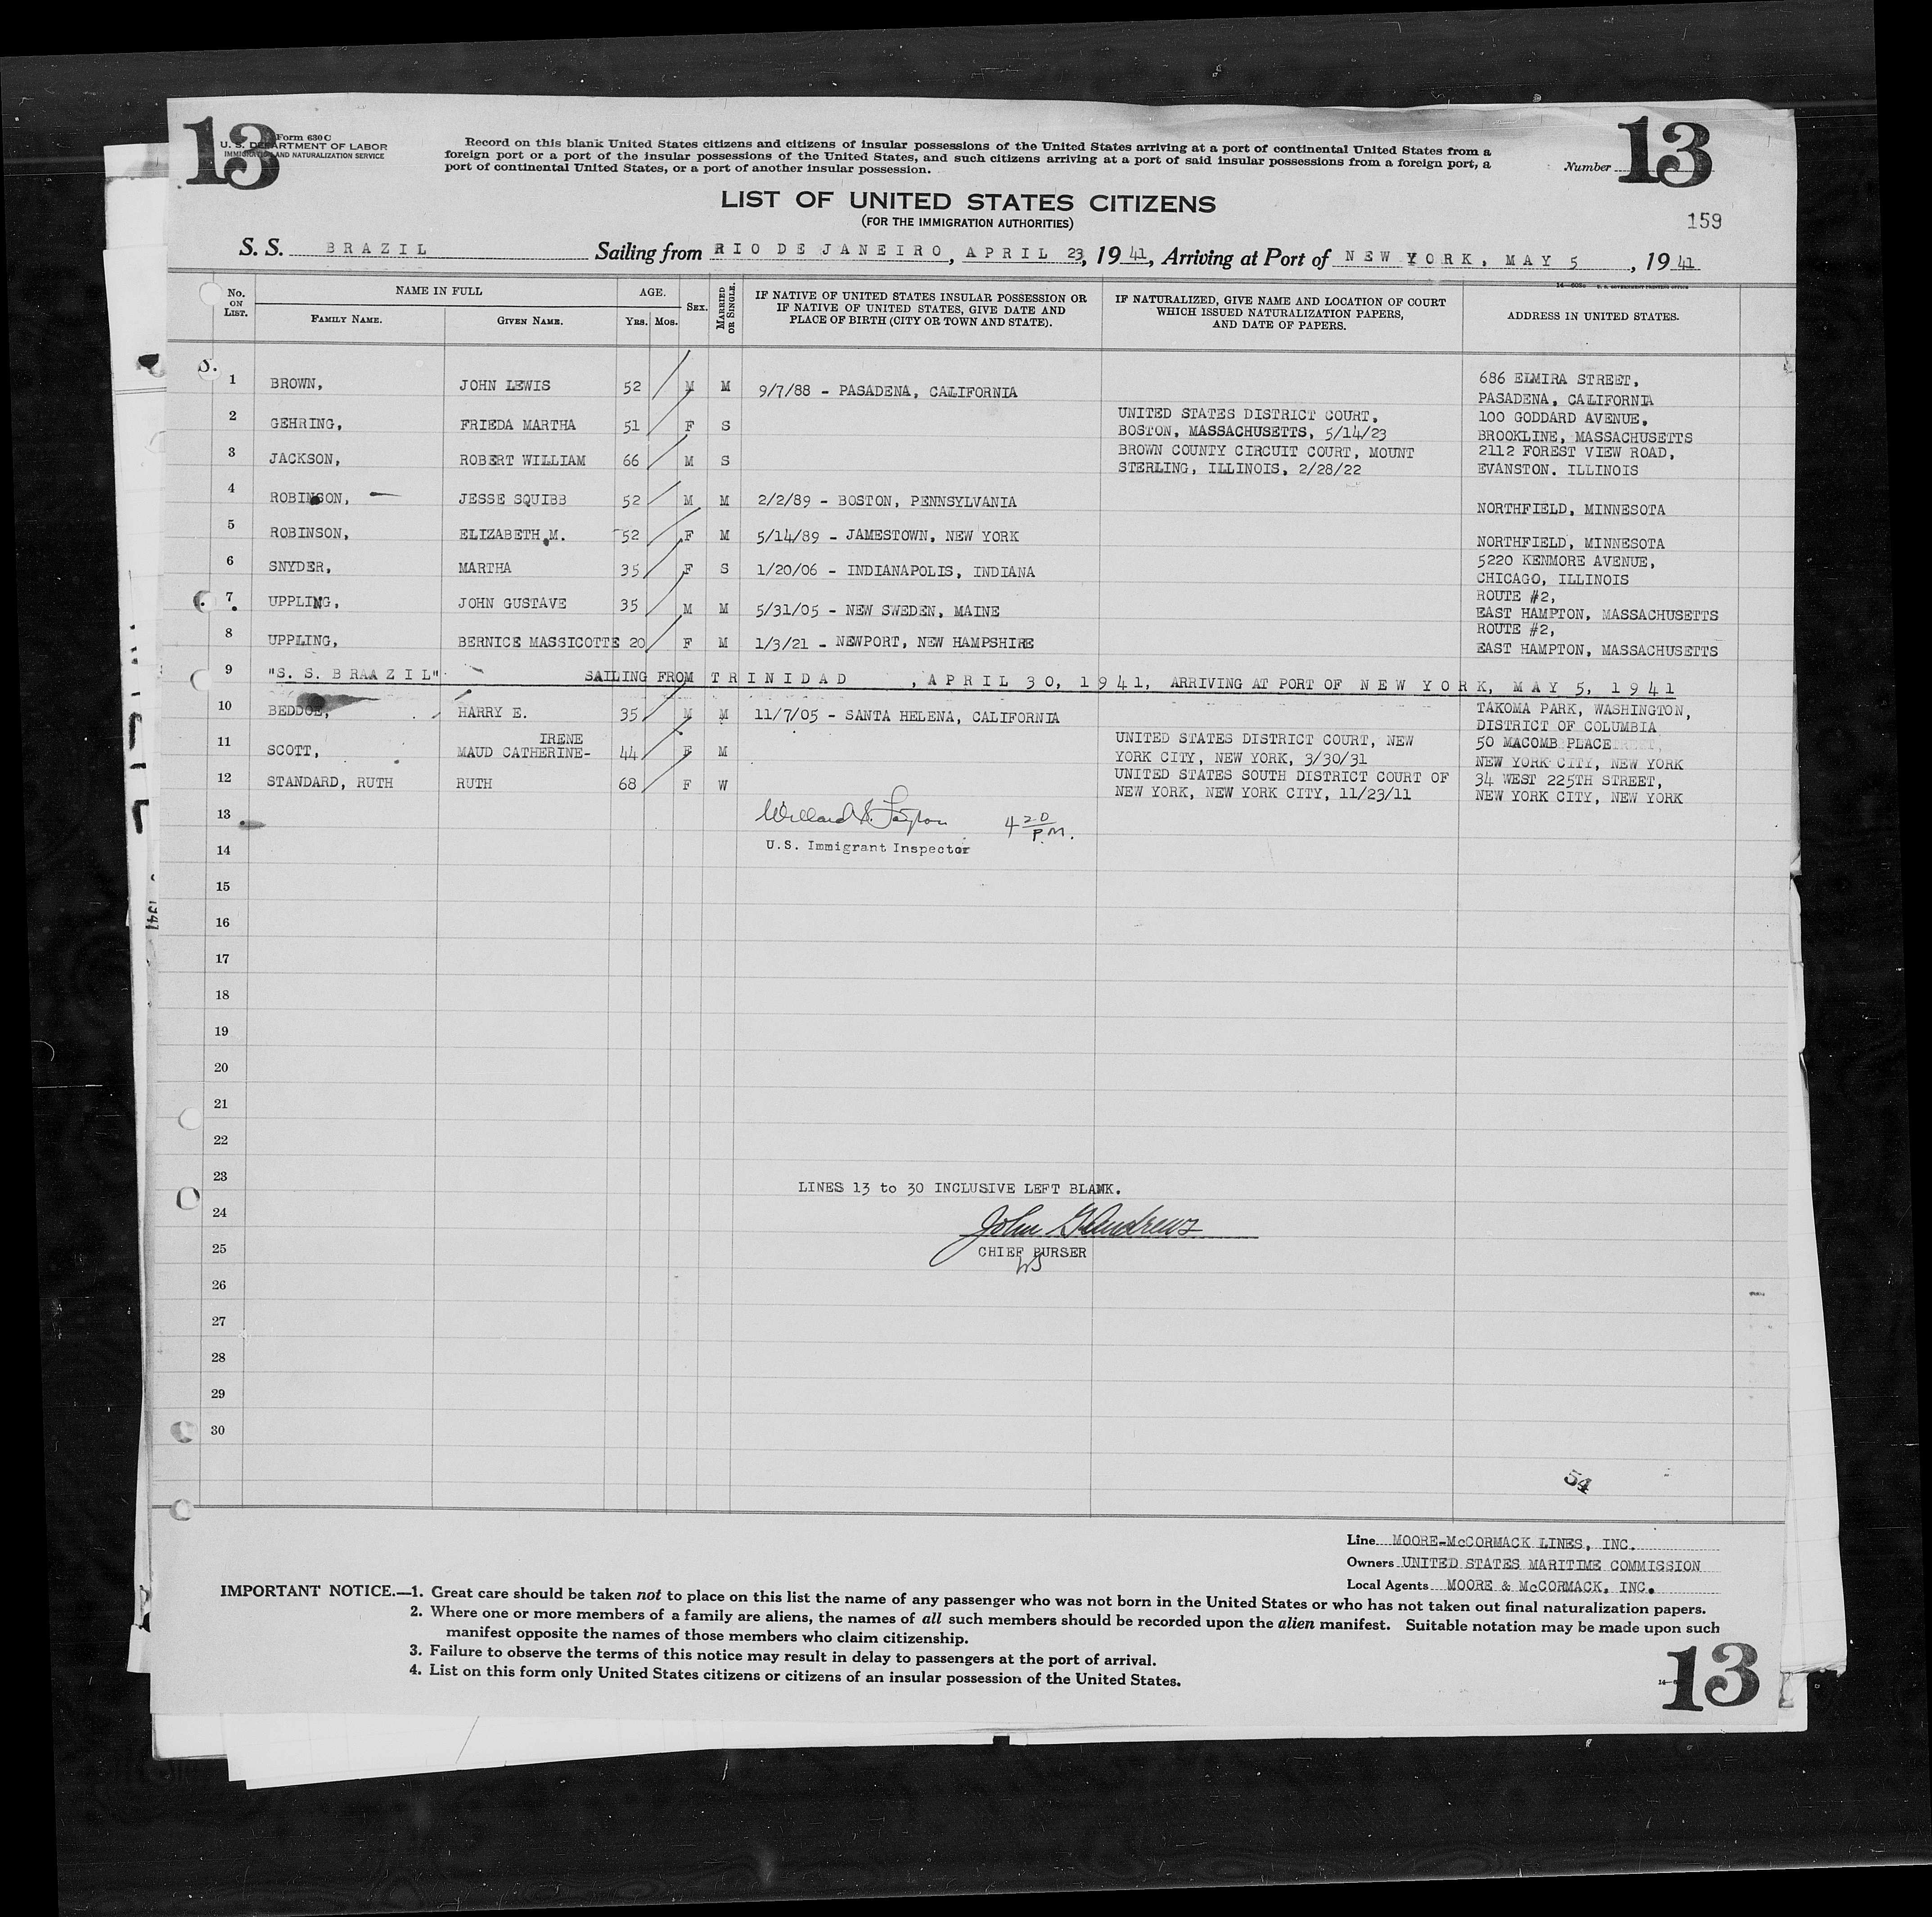 13
Form 630 C
U. S. DEPARTMENT OF LABOR
IMMIGRATION AND NATURALIZATION SERVICE
Record on this blank United States citizens and citizens of insular possessions of the United States arriving at a port of continental United States from a
foreign port or a port of the insular possessions of the United States, and such citizens arriving at a port of said insular possessions from a foreign port, a
port of continental United States, or a port of another insular possession.
Number 13
LIST OF UNITED STATES CITIZENS
(FOR THE IMMIGRATION AUTHORITIES)
159
S. S. BRAZIL Sailing from RIO DE JANEIRO, APRIL 23, 1941, Arriving at Port of NEW YORK, MAY 5, 1941
No. ON LIST.
NAME IN FULL
FAMILY NAME. GIVEN NAME.
AGE.
YRS. MOS.
SEX.
MARRIED OR SINGLE.
IF NATIVE OF UNITED STATES INSULAR POSSESSION OR
IF NATIVE OF UNITED STATES, GIVE DATE AND
PLACE OF BIRTH (CITY OR TOWN AND STATE).
IF NATURALIZED, GIVE NAME AND LOCATION OF COURT
WHICH ISSUED NATURALIZATION PAPERS,
AND DATE OF PAPERS.
ADDRESS IN UNITED STATES.
1 BROWN, JOHN LEWIS 52 M M 9/7/88 - PASADENA, CALIFORNIA 686 ELMIRA STREET,
PASADENA, CALIFORNIA
2 GEHRING, FRIEDA MARTHA 51 F S UNITED STATES DISTRICT COURT, 100 GODDARD AVENUE,
BOSTON, MASSACHUSETTS, 5/14/23 BROOKLINE, MASSACHUSETTS
3 JACKSON, ROBERT WILLIAM 66 M S BROWN COUNTY CIRCUIT COURT, MOUNT 2112 FOREST VIEW ROAD,
STERLING, ILLINOIS, 2/28/22 EVANSTON. ILLINOIS
4 ROBINSON, JESSE SQUIBB 52 M M 2/2/89 - BOSTON, PENNSYLVANIA NORTHFIELD, MINNESOTA
5 ROBINSON, ELIZABETH M. 52 F M 5/14/89 - JAMESTOWN, NEW YORK NORTHFIELD, MINNESOTA
6 SNYDER, MARTHA 35 F S 1/20/06 - INDIANAPOLIS, INDIANA 5220 KENMORE AVENUE,
CHICAGO, ILLINOIS
7 UPPLING, JOHN GUSTAVE 35 M M 5/31/05 - NEW SWEDEN, MAINE ROUTE #2,
EAST HAMPTON, MASSACHUSETTS
8 UPPLING, BERNICE MASSICOTTE 20 F M 1/3/21 - NEWPORT, NEW HAMPSHIRE ROUTE #2,
EAST HAMPTON, MASSACHUSETTS
9 "S. S. BRAAZIL" SAILING FROM TRINIDAD, APRIL 30, 1941, ARRIVING AT PORT OF NEW YORK, MAY 5, 1941
10 BEDDOE, HARRY E. 35 M M 11/7/05 - SANTA HELENA, CALIFORNIA TAKOMA PARK, WASHINGTON,
DISTRICT OF COLUMBIA
11 SCOTT, MAUD CATHERINE- IRENE 44 F M UNITED STATES DISTRICT COURT, NEW 50 MACOMB PLACE
YORK CITY, NEW YORK, 3/30/31 NEW YORK CITY, NEW YORK
12 STANDARD, RUTH RUTH 68 F W UNITED STATES SOUTH DISTRICT COURT OF 34 WEST 225TH STREET,
NEW YORK, NEW YORK CITY, 11/23/11 NEW YORK CITY, NEW YORK
13
4 20 P.M.
U.S. Immigrant Inspector
14
15
16
17
18
19
20
21
22
23
LINES 13 to 30 INCLUSIVE LEFT BLANK.
24
John G Andrews
25
CHIEF PURSER
26
27
28
29
30
54
Line MOORE-McCORMACK LINES, INC.
Owners UNITED STATES MARITIME COMMISSION
Local Agents MOORE & McCORMACK, INC.
IMPORTANT NOTICE.—1. Great care should be taken not to place on this list the name of any passenger who was not born in the United States or who has not taken out final naturalization papers.
2. Where one or more members of a family are aliens, the names of all such members should be recorded upon the alien manifest. Suitable notation may be made upon such
manifest opposite the names of those members who claim citizenship.
3. Failure to observe the terms of this notice may result in delay to passengers at the port of arrival.
4. List on this form only United States citizens or citizens of an insular possession of the United States.
13